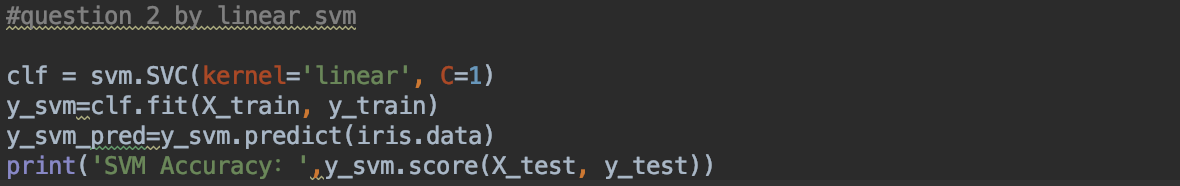 #question 2 by linear svm
clf = svm.SVC(kernel='linear', C=1)
y_svm=clf.fit(X_train, y_train)
y_svm_pred=y_svm.predict(iris.data)
print('SVM Accuracy: ',y_svm.score(X_test, y_test))